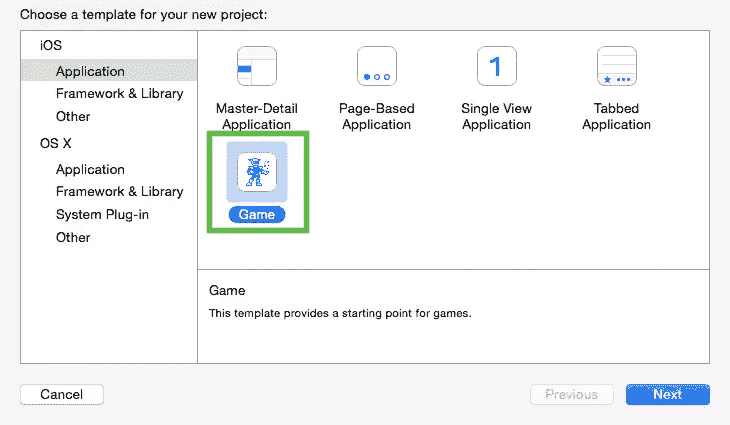 Choose a template for your new project:
iOS
Application
Framework & Library
Other
OS X
Application
Framework & Library
System Plug-in
Other
Master-Detail
Application
Page-Based
Application
1
Single View
Application
Tabbed
Application
Game
Game
This template provides a starting point for games.
Cancel
Previous
Next